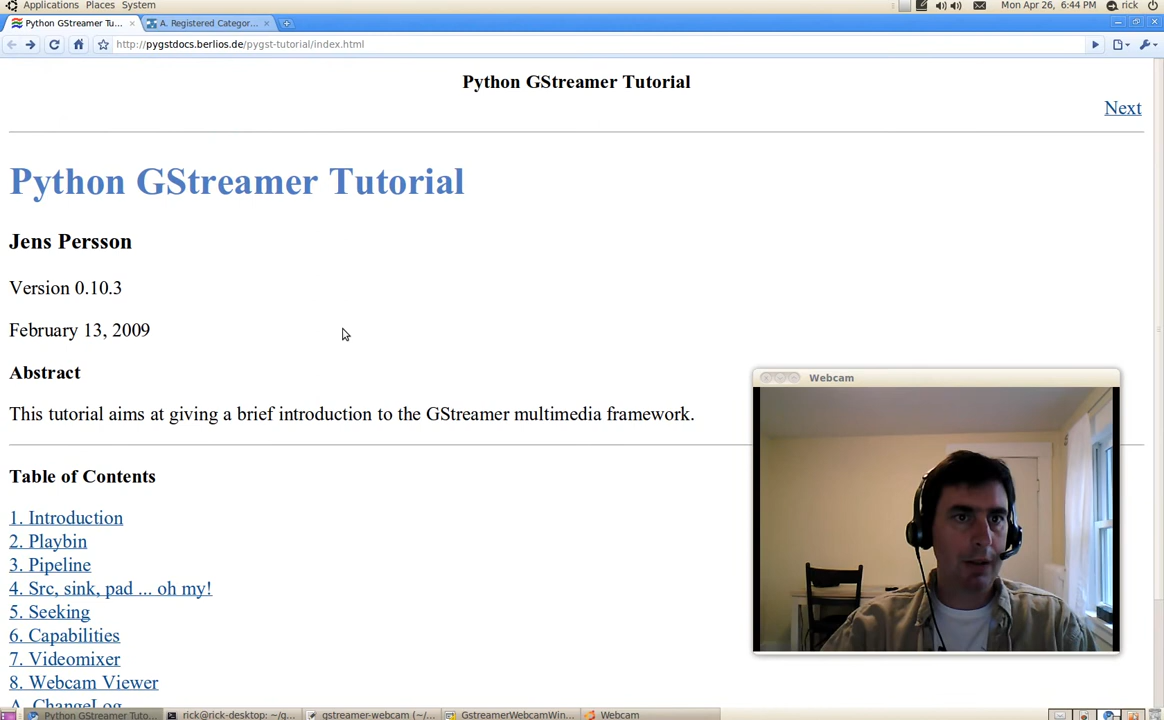 Applications Places System Mon Apr 26, 6:44 PM rick
Python GStreamer Tu... A. Registered Categor...
http://pygstdocs.berlios.de/pygst-tutorial/index.html
Python GStreamer Tutorial
Next
Python GStreamer Tutorial
Jens Persson
Version 0.10.3
February 13, 2009
Abstract
This tutorial aims at giving a brief introduction to the GStreamer multimedia framework.
Webcam
Table of Contents
1. Introduction
2. Playbin
3. Pipeline
4. Src, sink, pad ... oh my!
5. Seeking
6. Capabilities
7. Videomixer
8. Webcam Viewer
A. ChangeLog
Python GStreamer Tuto... rick@rick-desktop: ~/g... gstreamer-webcam (~/... GstreamerWebcamWin... Webcam